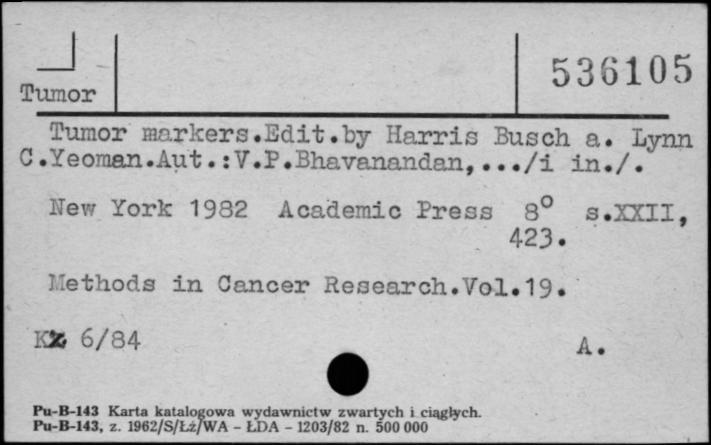 536105
Tumor
Tumor markers.Edit.by Harris Busch a. Lynn
C.Yeoman.Aut.:V.P.Bhavanandan,.../i in./.
New York 1982 Academic Press 8° s.XXII,
423.
Methods in Cancer Research.Vol.19.
6/84 A.
Pu-B-143 Karta katalogowa wydawnictw zwartych i ciągłych.
Pu-B-143, z. 1962/S/Łż/WA - ŁDA - 1203/82 n. 500 000